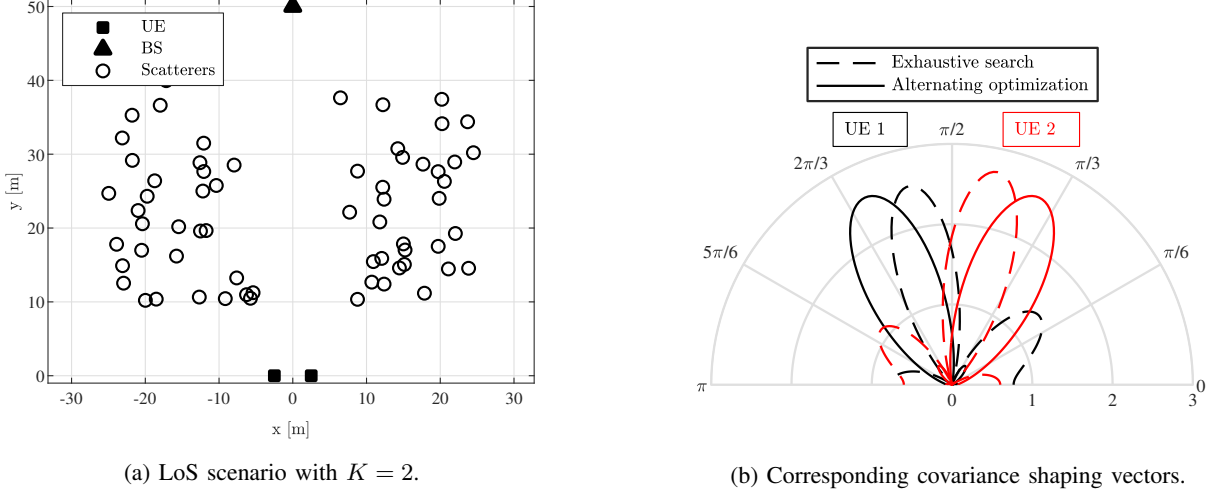 50
40
30
20
10
0
y [m]
UE
BS
Scatterers
-30
-20
-10
0
10
20
30
x [m]
(a) LoS scenario with K = 2.
Exhaustive search
Alternating optimization
UE 1
π/2
UE 2
2π/3
π/3
5π/6
π/6
π
0
0
1
2
3
(b) Corresponding covariance shaping vectors.